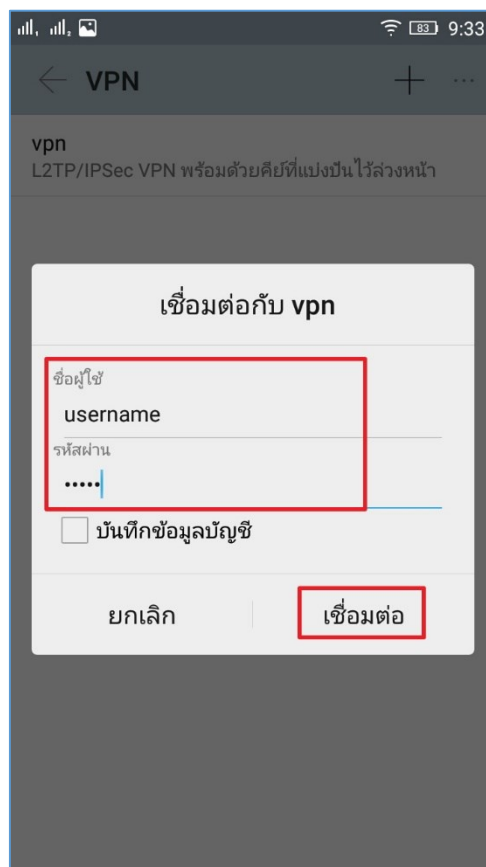 83 9:33
VPN
vpn
L2TP/IPSec VPN พร้อมด้วยคีย์ที่แบ่งปันไว้ล่วงหน้า
เชื่อมต่อกับ vpn
ชื่อผู้ใช้
username
รหัสผ่าน
•••••
บันทึกข้อมูลบัญชี
ยกเลิก เชื่อมต่อ